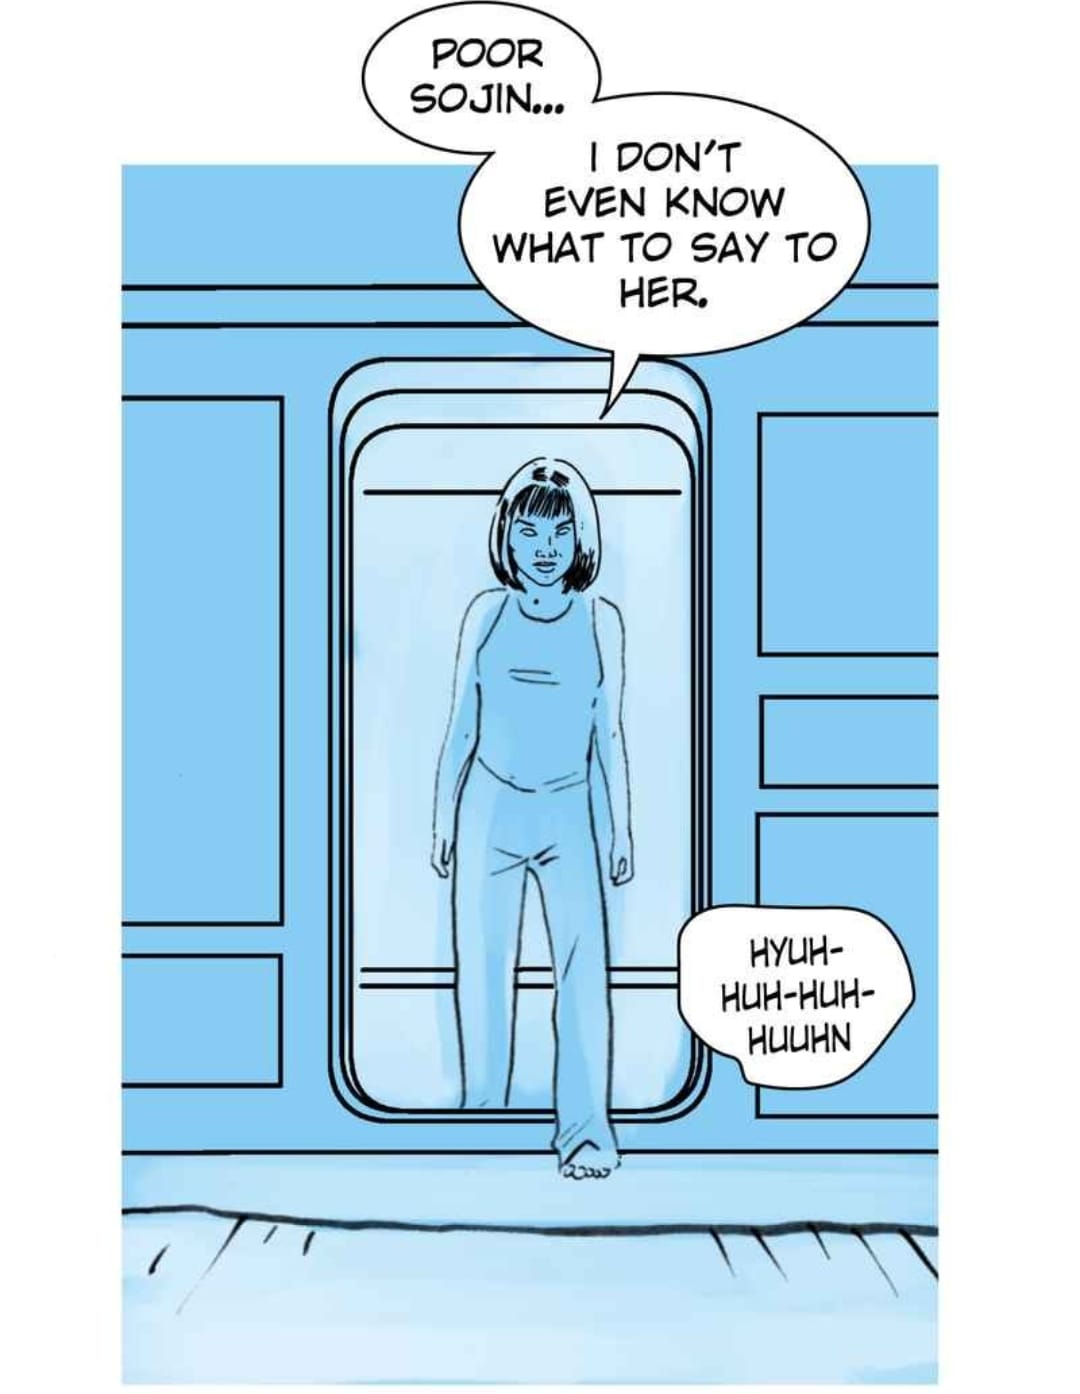 POOR
SOJIN...
I DON'T
EVEN KNOW
WHAT TO SAY TO
HER.
HYUH-
HUH-HUH-
HUUHN